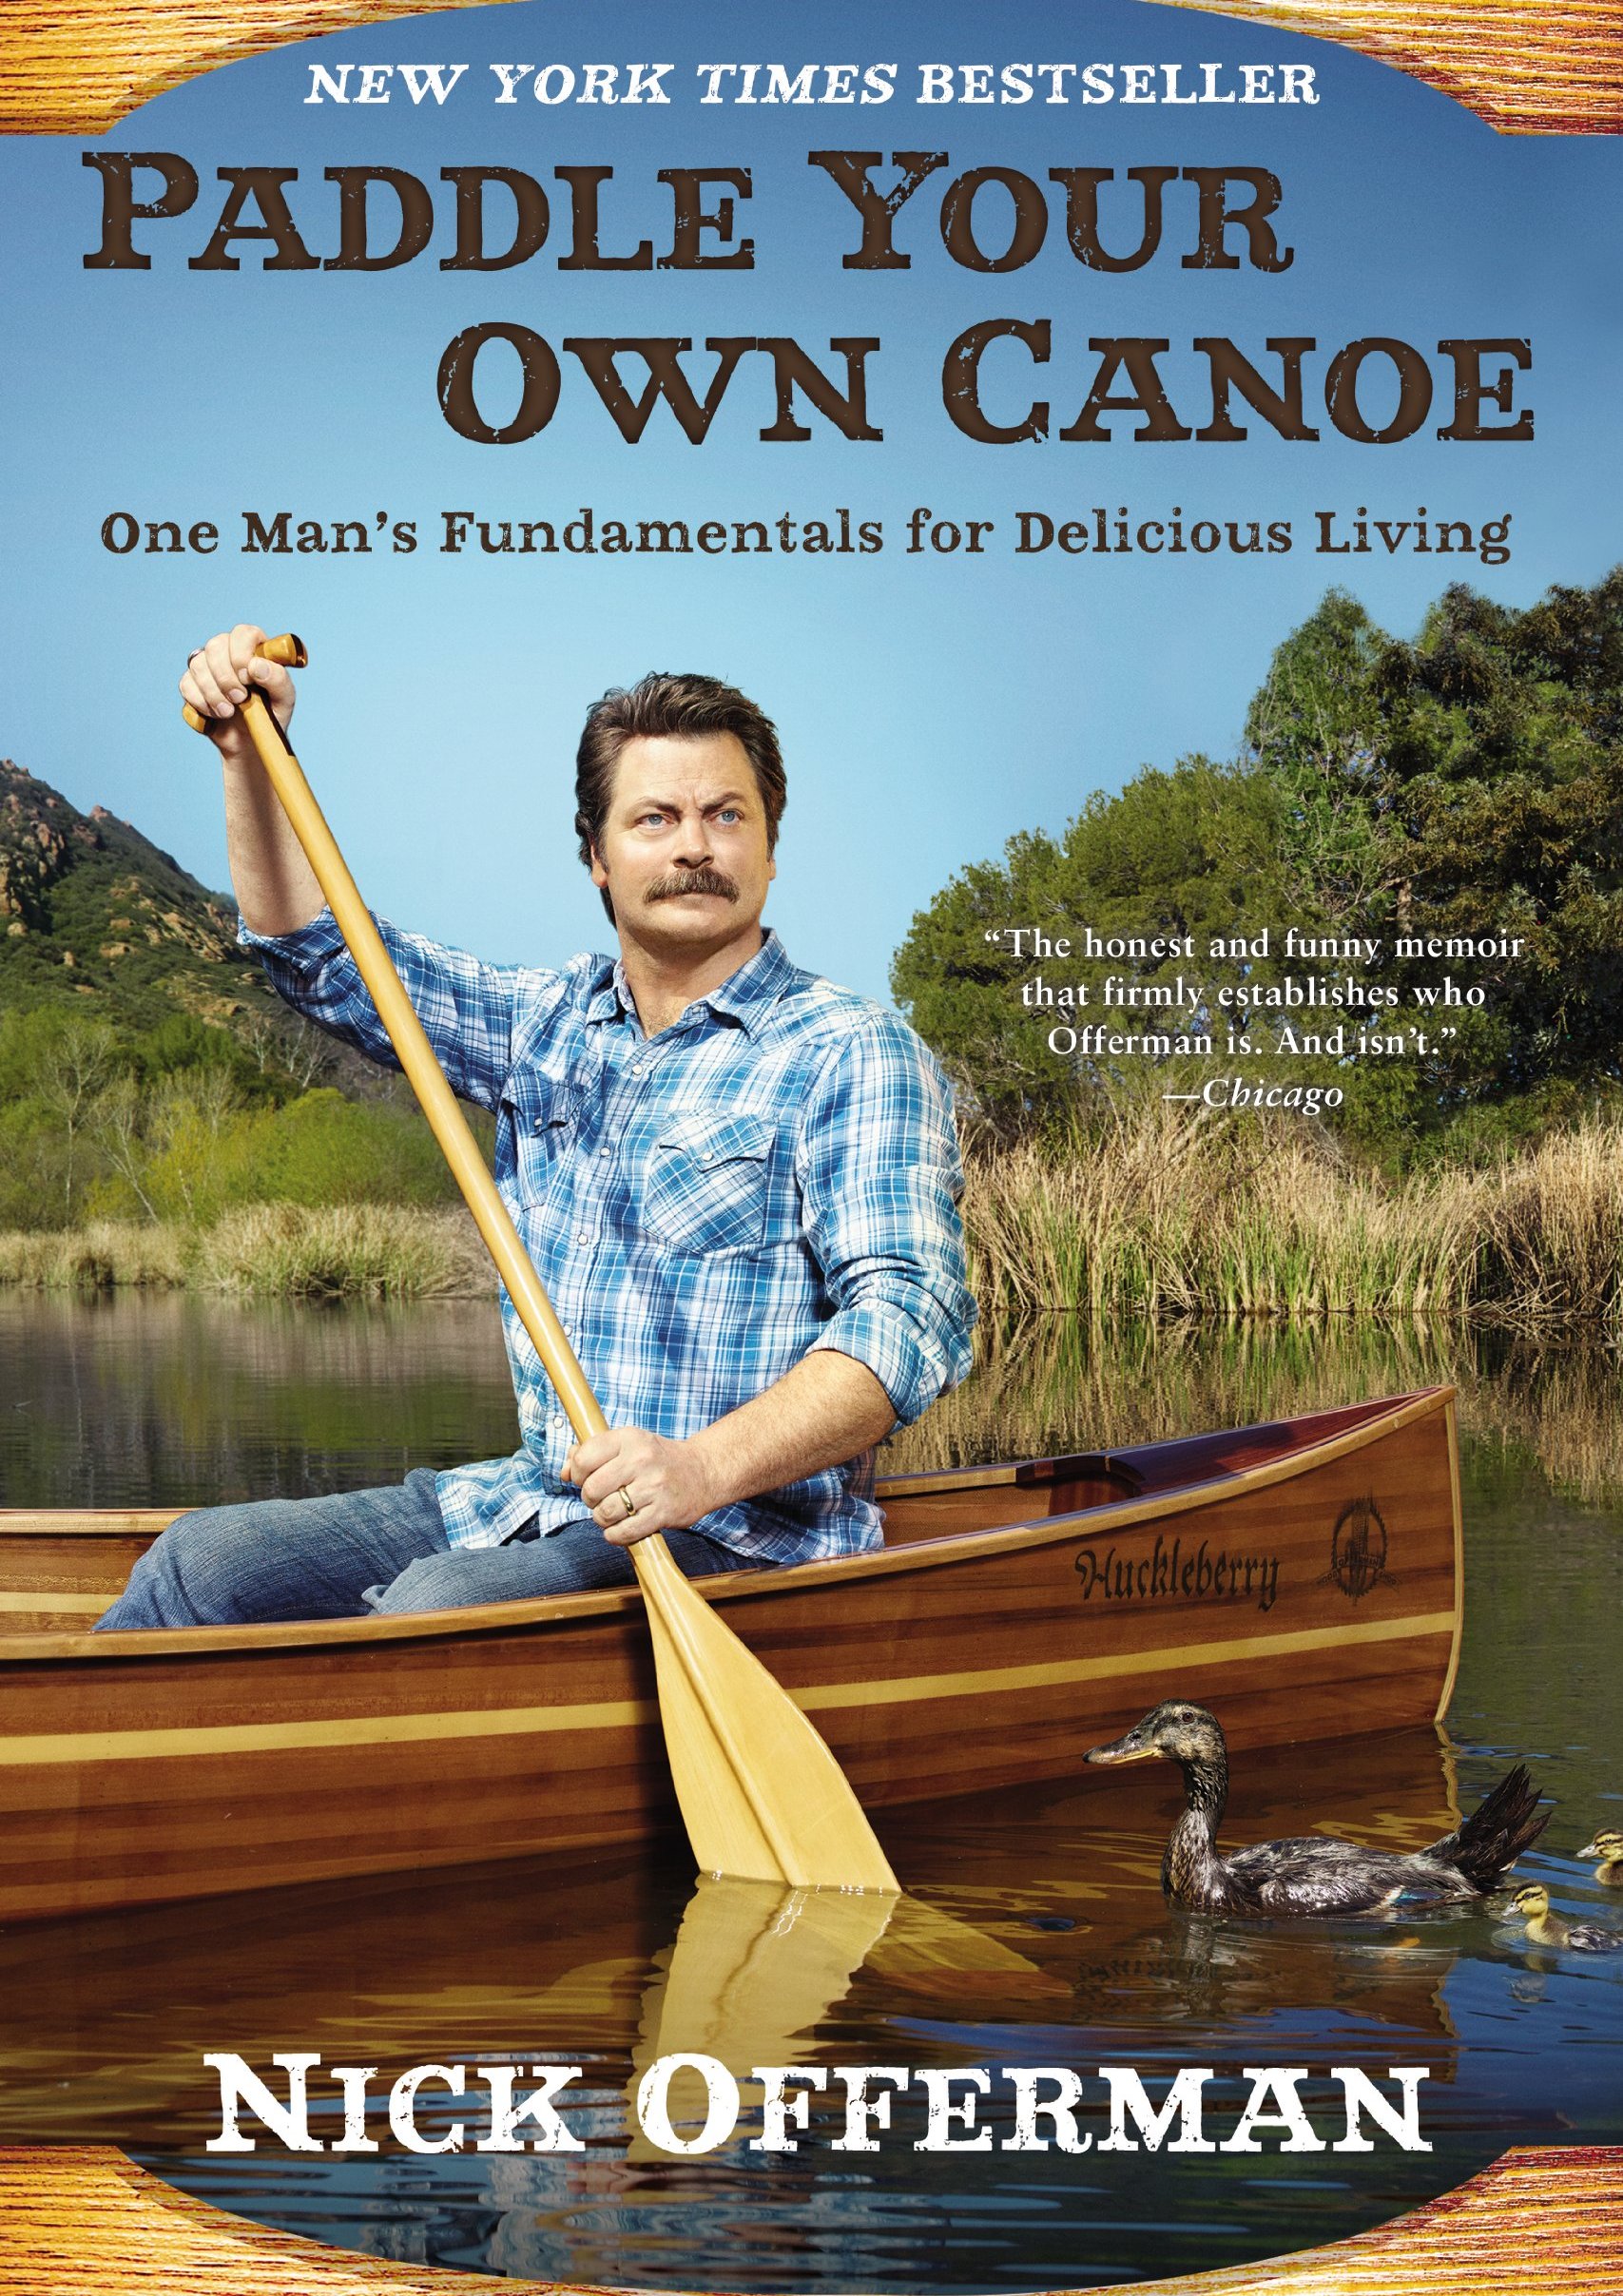 NEW YORK TIMES BESTSELLER
PADDLE YOUR
OWN CANOE
One Man's Fundamentals for Delicious Living
“The honest and funny memoir
that firmly establishes who
Offerman is. And isn’t.”
—Chicago
Huckleberry
NICK OFFERMAN